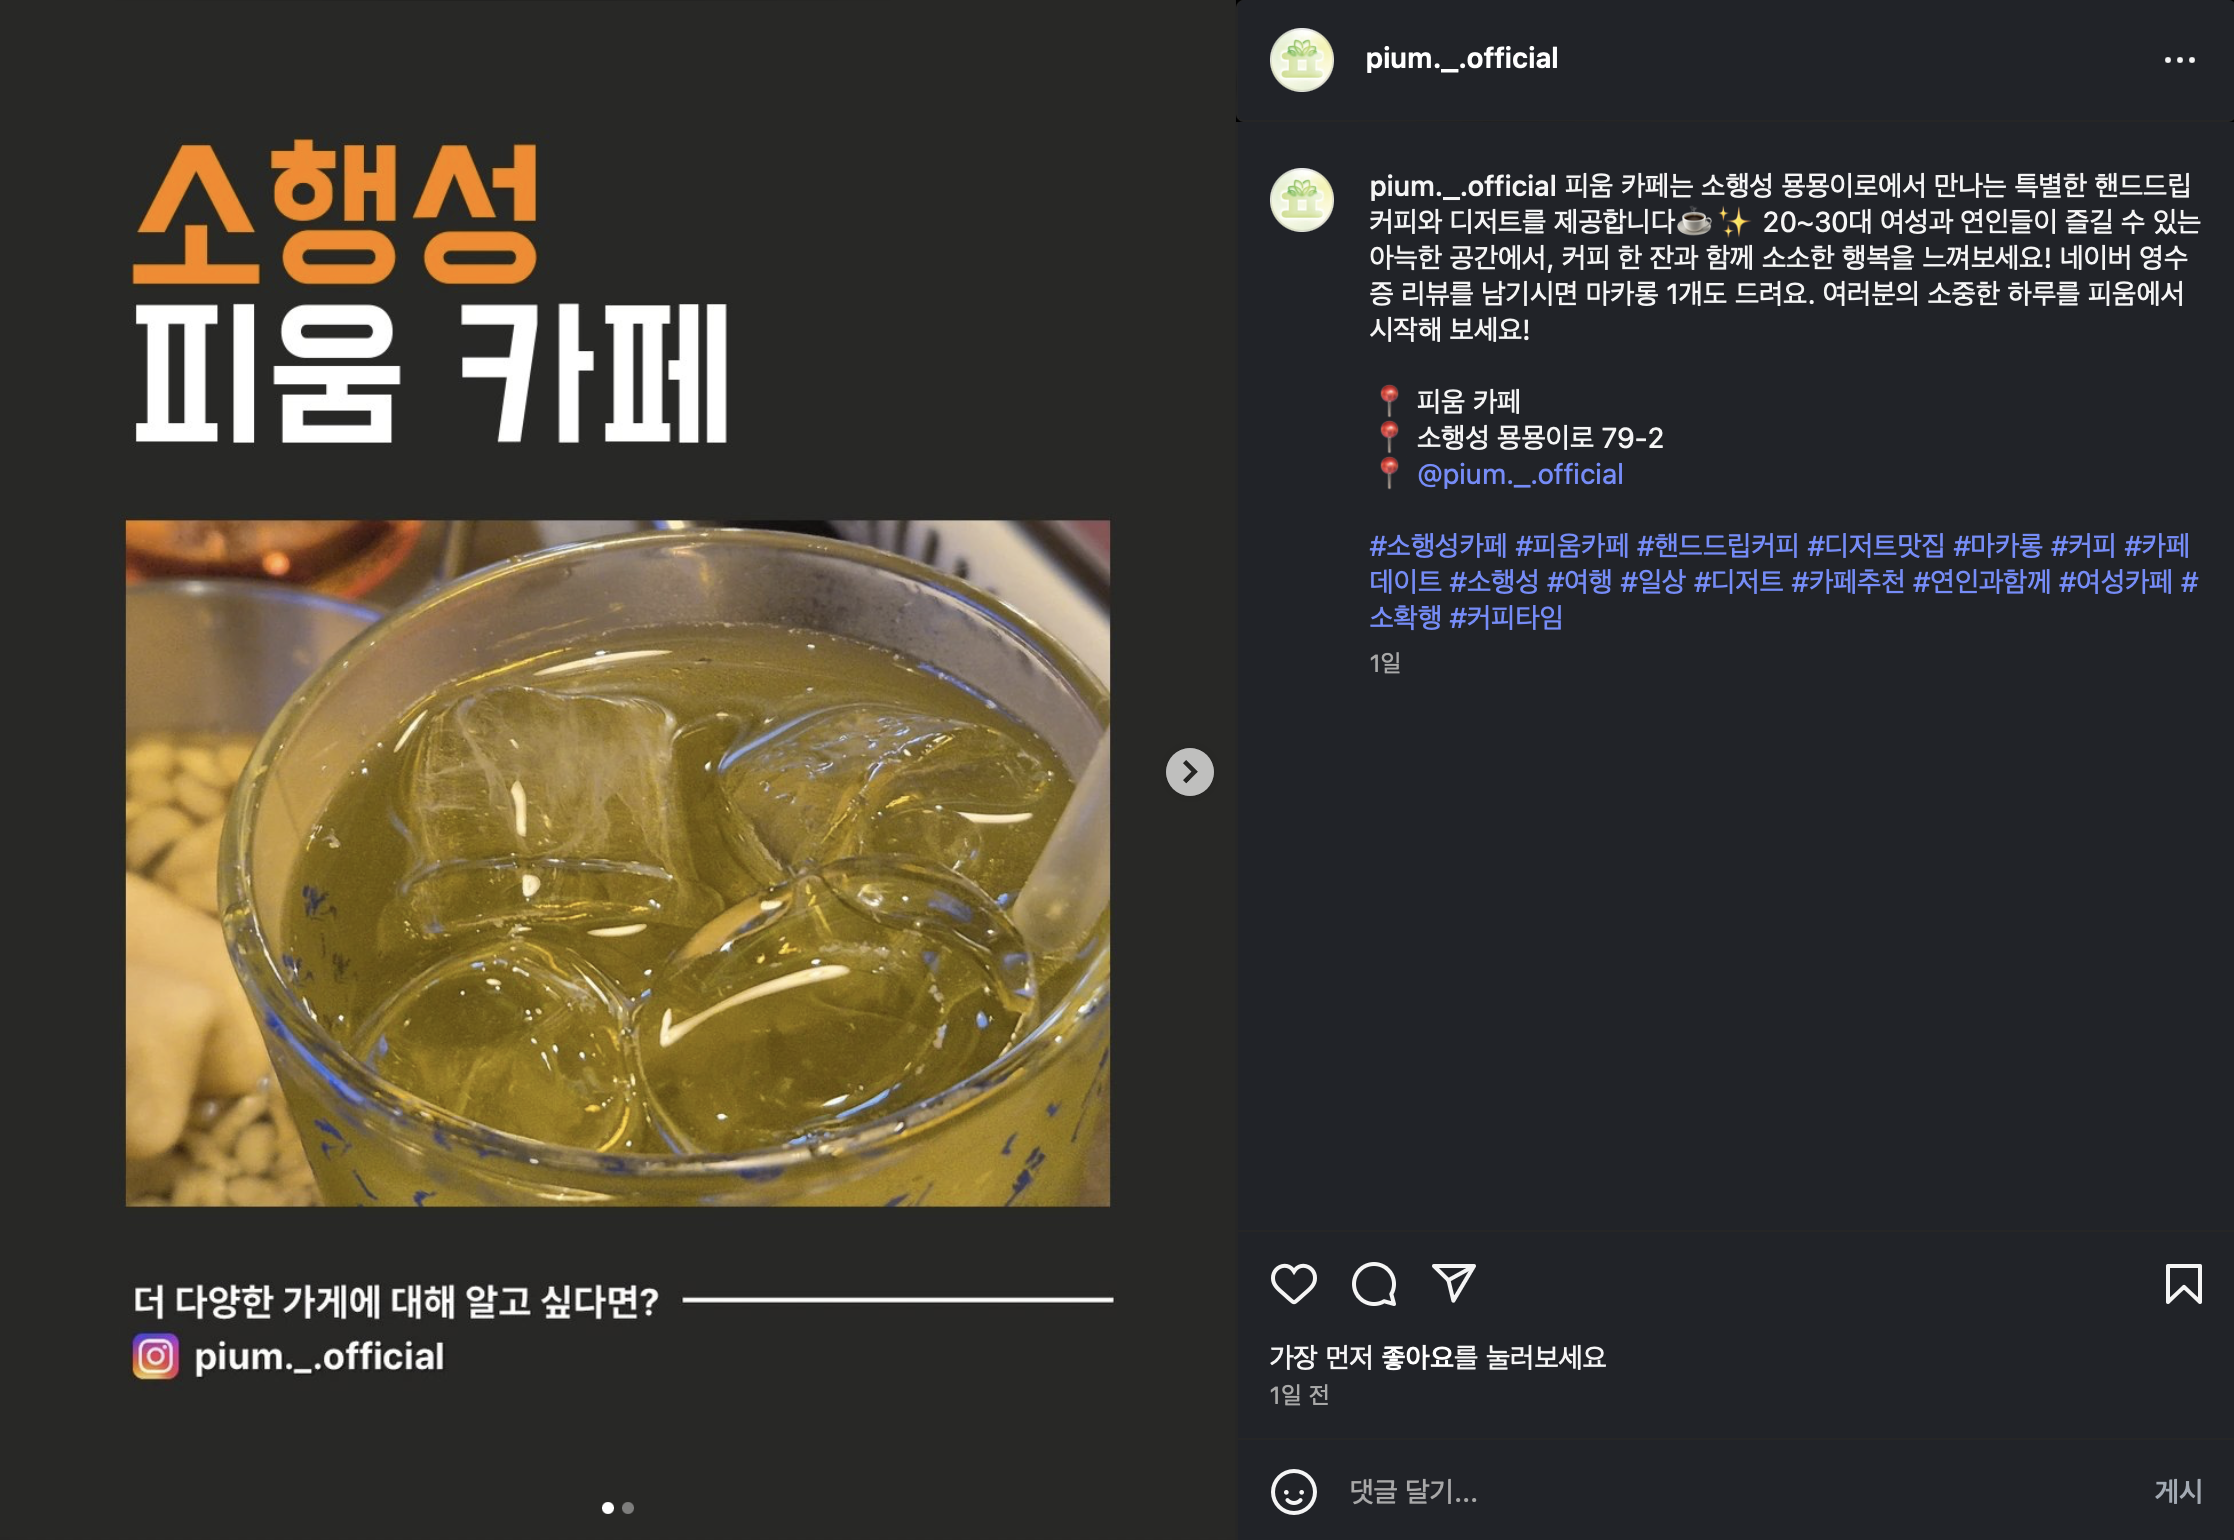 소행성
피움 카페
더 다양한 가게에 대해 알고 싶다면?
pium._.official
pium._.official
pium._.official 피움 카페는 소행성 묭묭이로에서 만나는 특별한 핸드드립
커피와 디저트를 제공합니다☕✨ 20~30대 여성과 연인들이 즐길 수 있는
아늑한 공간에서, 커피 한 잔과 함께 소소한 행복을 느껴보세요! 네이버 영수
증 리뷰를 남기시면 마카롱 1개도 드려요. 여러분의 소중한 하루를 피움에서
시작해 보세요!
📍 피움 카페
📍 소행성 묭묭이로 79-2
📍 @pium._.official
#소행성카페 #피움카페 #핸드드립커피 #디저트맛집 #마카롱 #커피 #카페
데이트 #소행성 #여행 #일상 #디저트 #카페추천 #연인과함께 #여성카페 #
소확행 #커피타임
1일
가장 먼저 좋아요를 눌러보세요
1일 전
댓글 달기...
게시